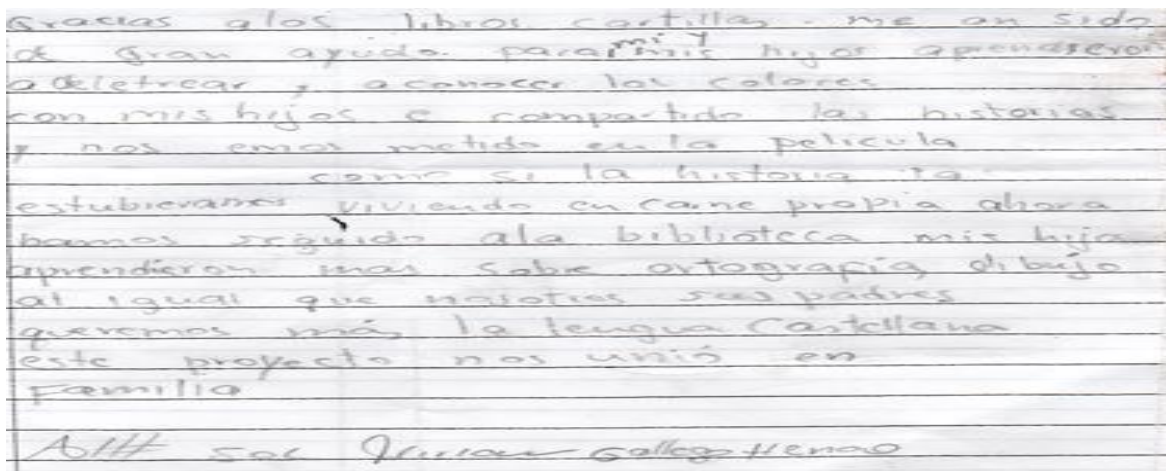 Gracias alos libros cartillas. me an sido
de gran ayuda. para mi y mis hijos aprendieron
a deletrear, a conocer los colores
con mis hijos e compartido las historias
y nos emos metido en la pelicula
como si la historia la
estubieramos viviendo en carne propia ahora
bamos seguido ala biblioteca mis hijos
aprendieron mas sobre ortografia dibujo
al igual que nosotros sus padres
queremos más la lengua Castellana
este proyecto nos unió en
Familia
Gallego Henao